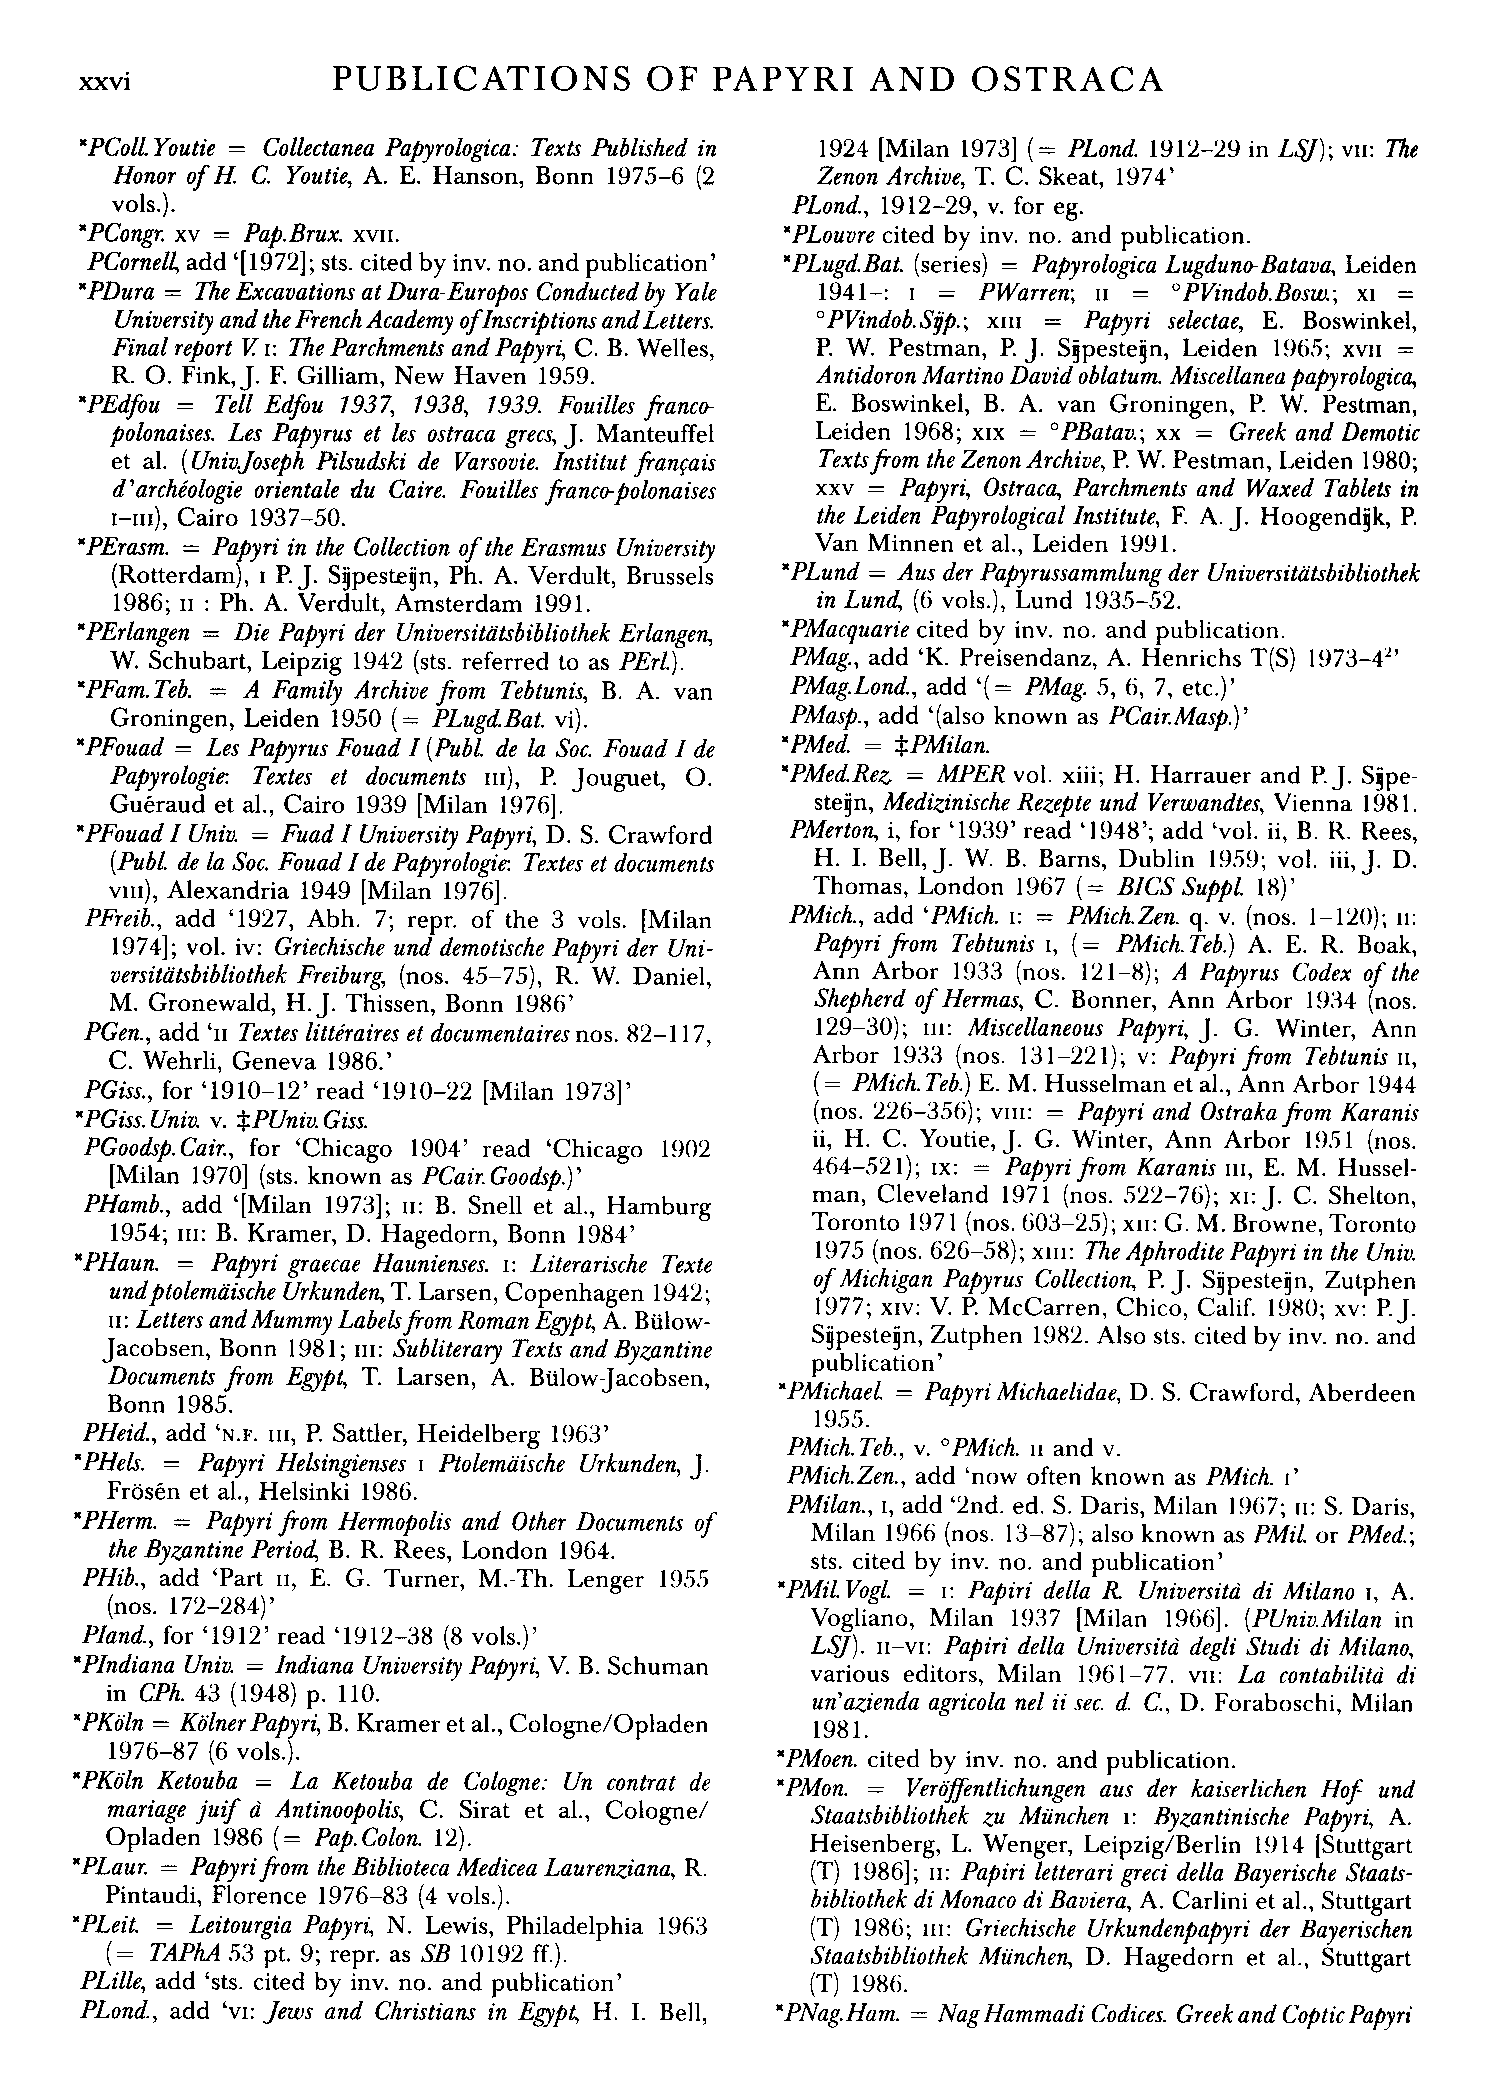 xxvi PUBLICATIONS OF PAPYRI AND OSTRACA
*PColl.Youtie = Collectanea Papyrologica: Texts Published in
Honor of H. C. Youtie, A. E. Hanson, Bonn 1975–6 (2
vols.).
*PCongr. xv = Pap.Brux. xvii.
PCornell, add ‘[1972]; sts. cited by inv. no. and publication’
*PDura = The Excavations at Dura-Europos Conducted by Yale
University and the French Academy of Inscriptions and Letters.
Final report V. i: The Parchments and Papyri, C. B. Welles,
R. O. Fink, J. F. Gilliam, New Haven 1959.
*PEdfou = Tell Edfou 1937, 1938, 1939. Fouilles franco-
polonaises. Les Papyrus et les ostraca grecs, J. Manteuffel
et al. (Univ.Joseph Pilsudski de Varsovie. Institut français
d’archéologie orientale du Caire. Fouilles franco-polonaises
i–iii), Cairo 1937–50.
*PErasm. = Papyri in the Collection of the Erasmus University
(Rotterdam), i P. J. Sijpesteijn, Ph. A. Verdult, Brussels
1986; ii : Ph. A. Verdult, Amsterdam 1991.
*PErlangen = Die Papyri der Universitätsbibliothek Erlangen,
W. Schubart, Leipzig 1942 (sts. referred to as PErl.).
*PFam.Teb. = A Family Archive from Tebtunis, B. A. van
Groningen, Leiden 1950 (= PLugd.Bat. vi).
*PFouad = Les Papyrus Fouad I (Publ. de la Soc. Fouad I de
Papyrologie: Textes et documents iii), P. Jouguet, O.
Guéraud et al., Cairo 1939 [Milan 1976].
*PFouad I Univ. = Fuad I University Papyri, D. S. Crawford
(Publ. de la Soc. Fouad I de Papyrologie: Textes et documents
viii), Alexandria 1949 [Milan 1976].
PFreib., add ‘1927, Abh. 7; repr. of the 3 vols. [Milan
1974]; vol. iv: Griechische und demotische Papyri der Uni-
versitätsbibliothek Freiburg, (nos. 45–75), R. W. Daniel,
M. Gronewald, H. J. Thissen, Bonn 1986’
PGen., add ‘ii Textes littéraires et documentaires nos. 82–117,
C. Wehrli, Geneva 1986.’
PGiss., for ‘1910–12’ read ‘1910–22 [Milan 1973]’
*PGiss.Univ. v. ‡PUniv.Giss.
PGoodsp.Cair., for ‘Chicago 1904’ read ‘Chicago 1902
[Milan 1970] (sts. known as PCair.Goodsp.)’
PHamb., add ‘[Milan 1973]; ii: B. Snell et al., Hamburg
1954; iii: B. Kramer, D. Hagedorn, Bonn 1984’
*PHaun. = Papyri graecae Haunienses. i: Literarische Texte
und ptolemäische Urkunden, T. Larsen, Copenhagen 1942;
ii: Letters and Mummy Labels from Roman Egypt, A. Bülow-
Jacobsen, Bonn 1981; iii: Subliterary Texts and Byzantine
Documents from Egypt, T. Larsen, A. Bülow-Jacobsen,
Bonn 1985.
PHeid., add ‘N.F. iii, P. Sattler, Heidelberg 1963’
*PHels. = Papyri Helsingienses i Ptolemäische Urkunden, J.
Frösén et al., Helsinki 1986.
*PHerm. = Papyri from Hermopolis and Other Documents of
the Byzantine Period, B. R. Rees, London 1964.
PHib., add ‘Part ii, E. G. Turner, M.-Th. Lenger 1955
(nos. 172–284)’
PIand., for ‘1912’ read ‘1912–38 (8 vols.)’
*PIndiana Univ. = Indiana University Papyri, V. B. Schuman
in CPh. 43 (1948) p. 110.
*PKöln = Kölner Papyri, B. Kramer et al., Cologne/Opladen
1976–87 (6 vols.).
*PKöln Ketouba = La Ketouba de Cologne: Un contrat de
mariage juif à Antinoopolis, C. Sirat et al., Cologne/
Opladen 1986 (= Pap.Colon. 12).
*PLaur. = Papyri from the Biblioteca Medicea Laurenziana, R.
Pintaudi, Florence 1976–83 (4 vols.).
*PLeit. = Leitourgia Papyri, N. Lewis, Philadelphia 1963
(= TAPhA 53 pt. 9; repr. as SB 10192 ff.).
PLille, add ‘sts. cited by inv. no. and publication’
PLond., add ‘vi: Jews and Christians in Egypt, H. I. Bell,
1924 [Milan 1973] (= PLond. 1912–29 in LSJ); vii: The
Zenon Archive, T. C. Skeat, 1974’
PLond., 1912–29, v. for eg.
*PLouvre cited by inv. no. and publication.
*PLugd.Bat. (series) = Papyrologica Lugduno-Batava, Leiden
1941–: i = PWarren; ii = °PVindob.Bosw.; xi =
°PVindob.Sijp.; xiii = Papyri selectae, E. Boswinkel,
P. W. Pestman, P. J. Sijpesteijn, Leiden 1965; xvii =
Antidoron Martino David oblatum. Miscellanea papyrologica,
E. Boswinkel, B. A. van Groningen, P. W. Pestman,
Leiden 1968; xix = °PBatav.; xx = Greek and Demotic
Texts from the Zenon Archive, P. W. Pestman, Leiden 1980;
xxv = Papyri, Ostraca, Parchments and Waxed Tablets in
the Leiden Papyrological Institute, F. A. J. Hoogendijk, P.
Van Minnen et al., Leiden 1991.
*PLund = Aus der Papyrussammlung der Universitätsbibliothek
in Lund, (6 vols.), Lund 1935–52.
*PMacquarie cited by inv. no. and publication.
PMag., add ‘K. Preisendanz, A. Henrichs T(S) 1973–4²’
PMag.Lond., add ‘(= PMag. 5, 6, 7, etc.)’
PMasp., add ‘(also known as PCair.Masp.)’
*PMed. = ‡PMilan.
*PMed.Rez. = MPER vol. xiii; H. Harrauer and P. J. Sijpe-
steijn, Medizinische Rezepte und Verwandtes, Vienna 1981.
PMerton, i, for ‘1939’ read ‘1948’; add ‘vol. ii, B. R. Rees,
H. I. Bell, J. W. B. Barns, Dublin 1959; vol. iii, J. D.
Thomas, London 1967 (= BICS Suppl. 18)’
PMich., add ‘PMich. i: = PMich.Zen. q. v. (nos. 1–120); ii:
Papyri from Tebtunis i, (= PMich.Teb.) A. E. R. Boak,
Ann Arbor 1933 (nos. 121–8); A Papyrus Codex of the
Shepherd of Hermas, C. Bonner, Ann Arbor 1934 (nos.
129–30); iii: Miscellaneous Papyri, J. G. Winter, Ann
Arbor 1933 (nos. 131–221); v: Papyri from Tebtunis ii,
(= PMich.Teb.) E. M. Husselman et al., Ann Arbor 1944
(nos. 226–356); viii: = Papyri and Ostraka from Karanis
ii, H. C. Youtie, J. G. Winter, Ann Arbor 1951 (nos.
464–521); ix: = Papyri from Karanis iii, E. M. Hussel-
man, Cleveland 1971 (nos. 522–76); xi: J. C. Shelton,
Toronto 1971 (nos. 603–25); xii: G. M. Browne, Toronto
1975 (nos. 626–58); xiii: The Aphrodite Papyri in the Univ.
of Michigan Papyrus Collection, P. J. Sijpesteijn, Zutphen
1977; xiv: V. P. McCarren, Chico, Calif. 1980; xv: P. J.
Sijpesteijn, Zutphen 1982. Also sts. cited by inv. no. and
publication’
*PMichael. = Papyri Michaelidae, D. S. Crawford, Aberdeen
1955.
PMich.Teb., v. °PMich. ii and v.
PMich.Zen., add ‘now often known as PMich. i’
PMilan., i, add ‘2nd. ed. S. Daris, Milan 1967; ii: S. Daris,
Milan 1966 (nos. 13–87); also known as PMil. or PMed.;
sts. cited by inv. no. and publication’
*PMil.Vogl. = i: Papiri della R. Università di Milano i, A.
Vogliano, Milan 1937 [Milan 1966]. (PUniv.Milan in
LSJ). ii–vi: Papiri della Università degli Studi di Milano,
various editors, Milan 1961–77. vii: La contabilità di
un’azienda agricola nel ii sec. d. C., D. Foraboschi, Milan
1981.
*PMoen. cited by inv. no. and publication.
*PMon. = Veröffentlichungen aus der kaiserlichen Hof- und
Staatsbibliothek zu München i: Byzantinische Papyri, A.
Heisenberg, L. Wenger, Leipzig/Berlin 1914 [Stuttgart
(T) 1986]; ii: Papiri letterari greci della Bayerische Staats-
bibliothek di Monaco di Baviera, A. Carlini et al., Stuttgart
(T) 1986; iii: Griechische Urkundenpapyri der Bayerischen
Staatsbibliothek München, D. Hagedorn et al., Stuttgart
(T) 1986.
*PNag.Ham. = Nag Hammadi Codices. Greek and Coptic Papyri